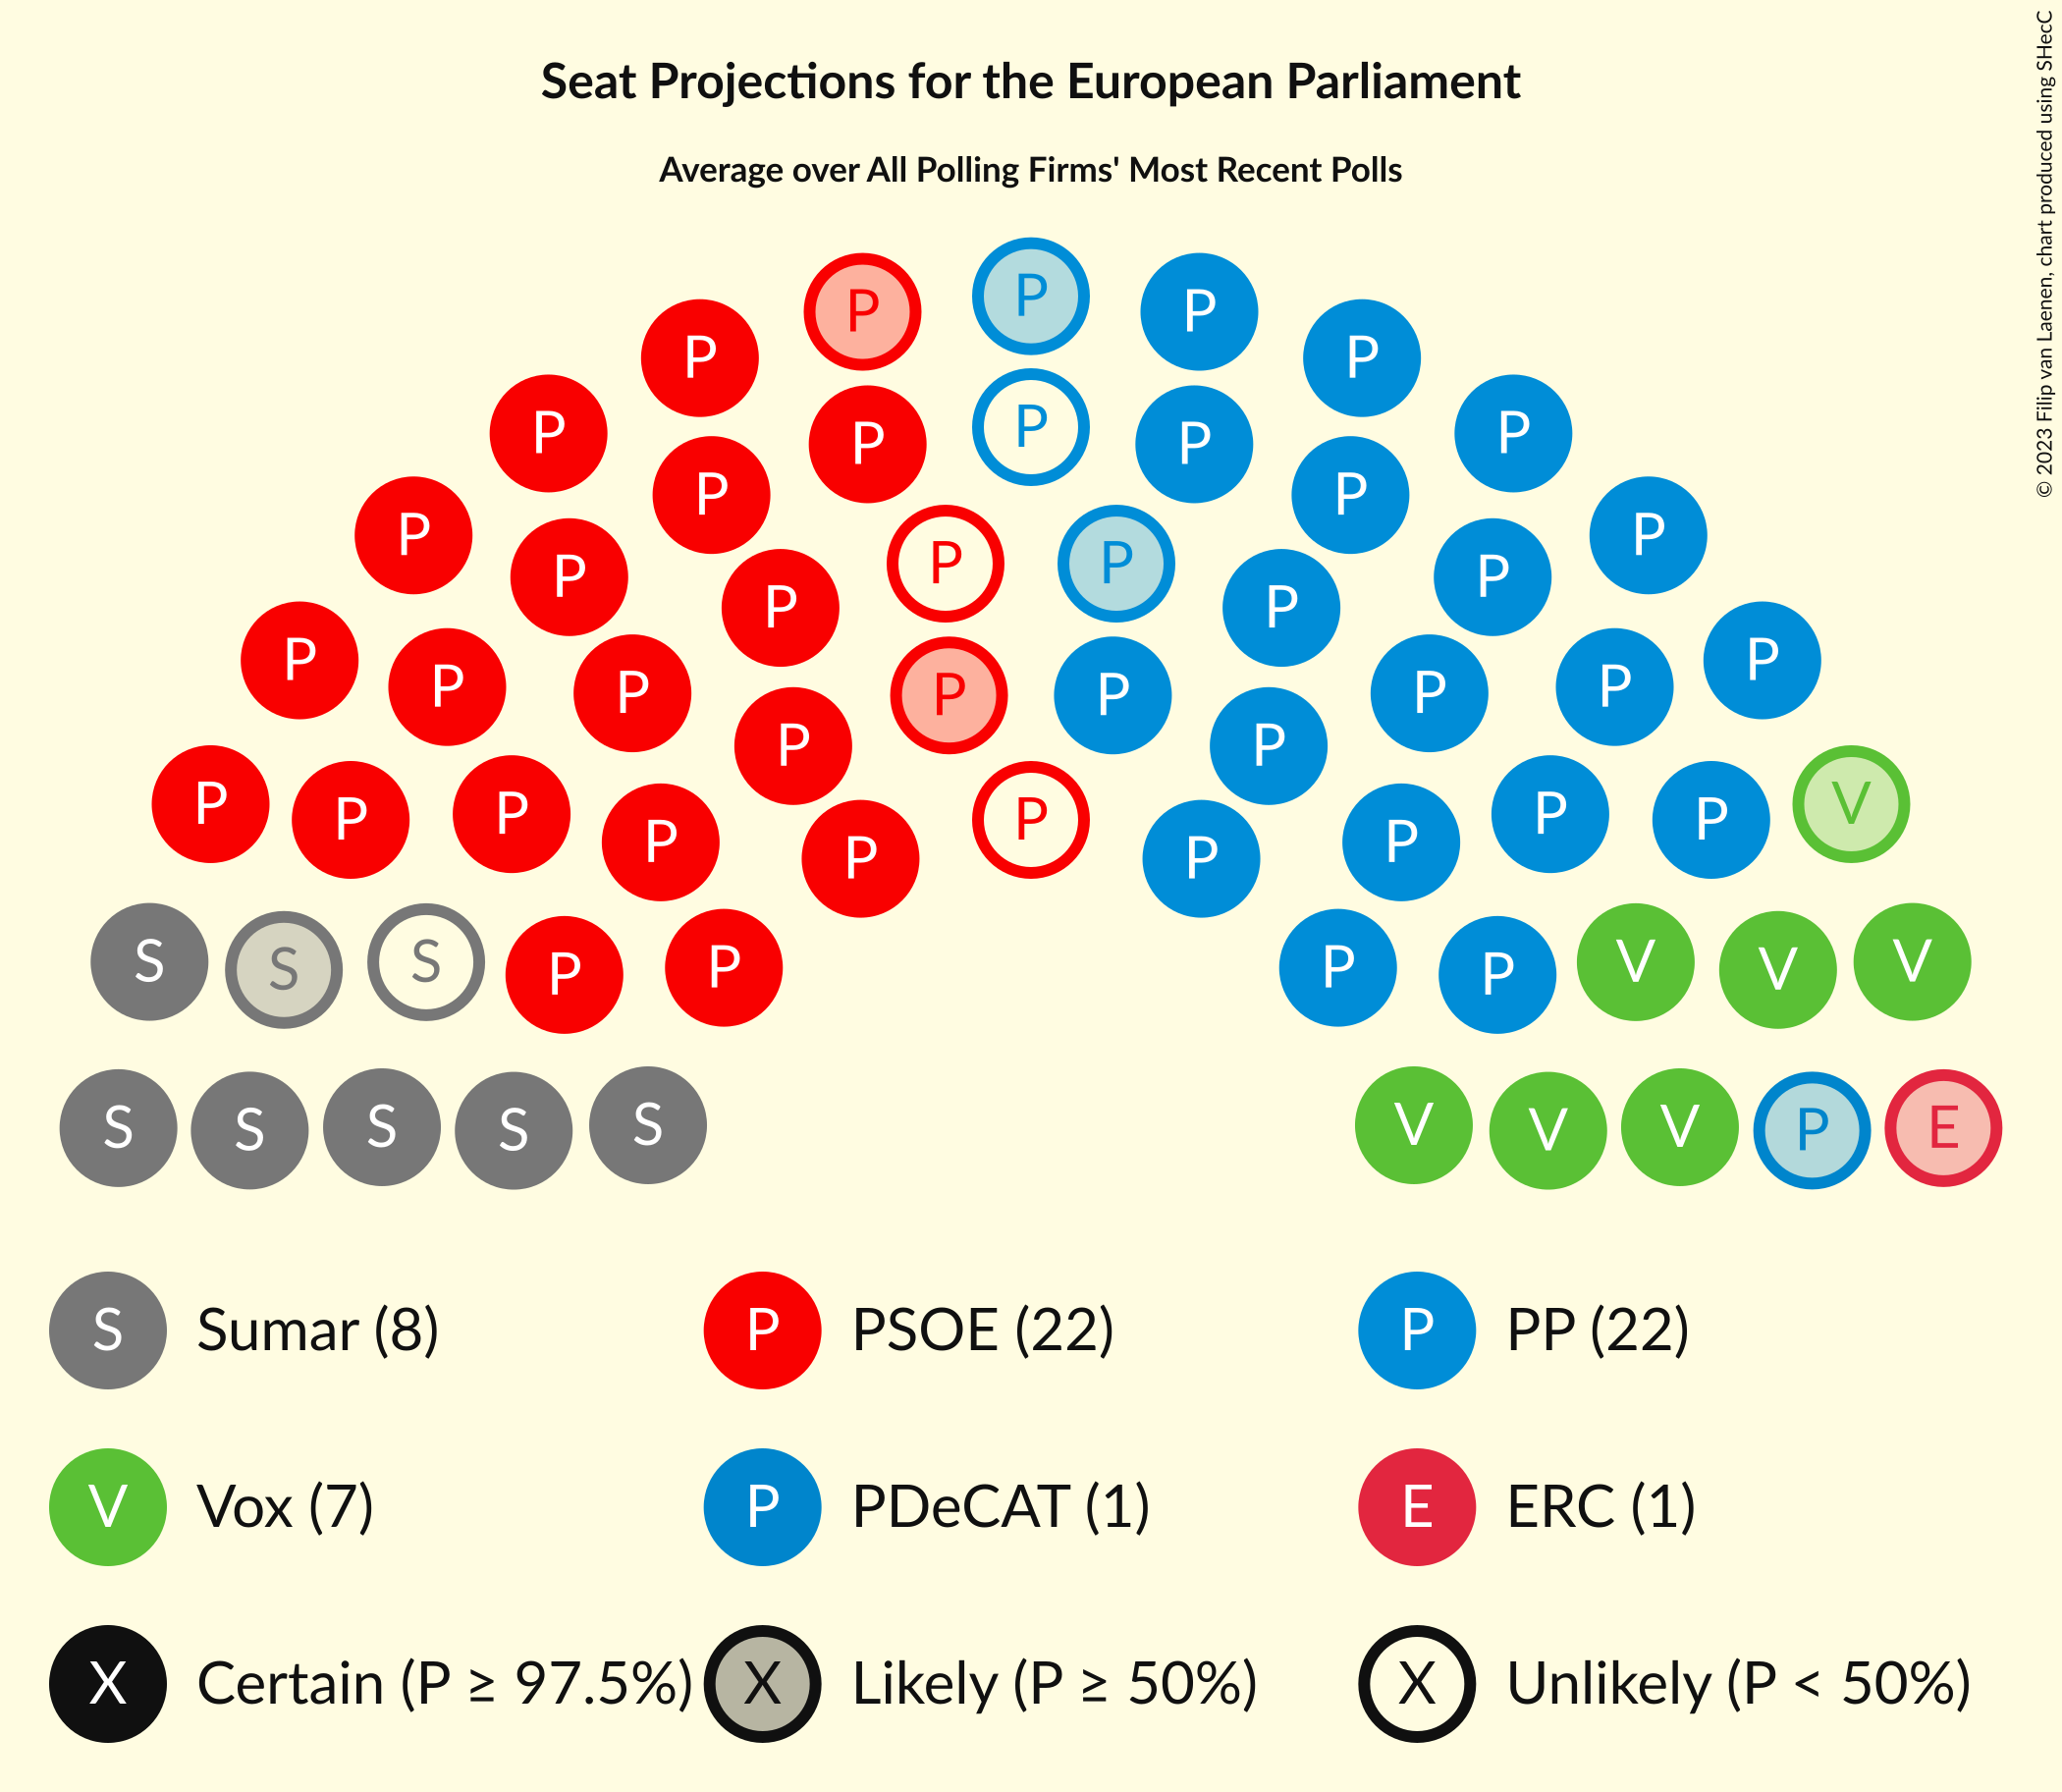 Seat Projections for the European Parliament
Average over All Polling Firms' Most Recent Polls
© 2023 Filip van Laenen, chart produced using SHecC
P
P P
P P
P P
P P P
P P
P P
P P
P P
P P
P P
P P
P P
P P
P P
P P
P P
P P
P P V
P P
P P
P P
P P
S V
S V
S V
P P
P P
S S S S S V V V P E
S Sumar (8) P PSOE (22) P PP (22)
V Vox (7) P PDeCAT (1) E ERC (1)
X Certain (P ≥ 97.5%) X Likely (P ≥ 50%) X Unlikely (P < 50%)